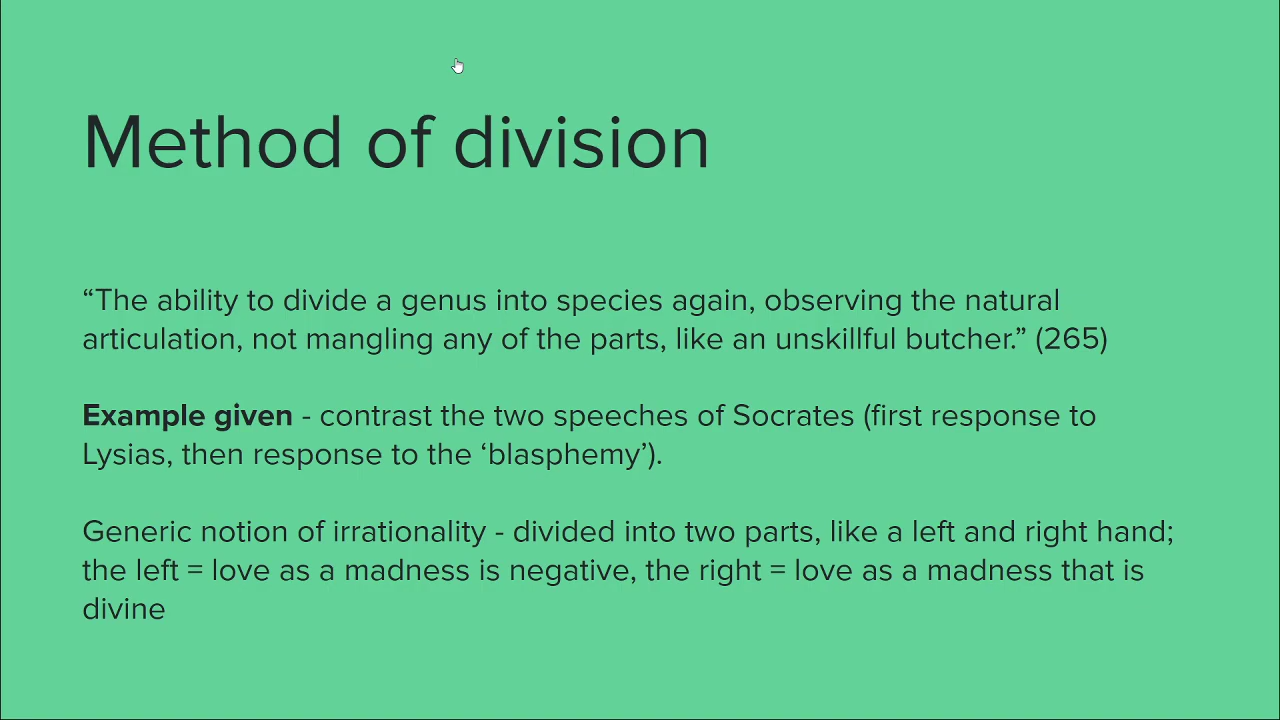 Method of division
“The ability to divide a genus into species again, observing the natural
articulation, not mangling any of the parts, like an unskillful butcher.” (265)
Example given - contrast the two speeches of Socrates (first response to
Lysias, then response to the ‘blasphemy’).
Generic notion of irrationality - divided into two parts, like a left and right hand;
the left = love as a madness is negative, the right = love as a madness that is
divine